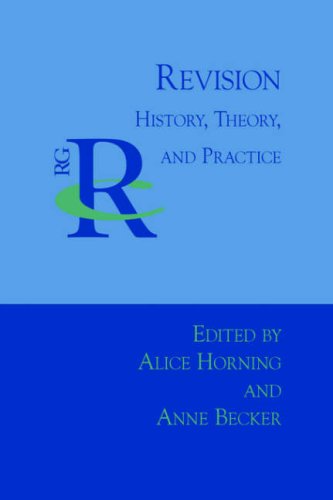 REVISION
HISTORY, THEORY,
AND PRACTICE
RG
R
EDITED BY
ALICE HORNING
AND
ANNE BECKER